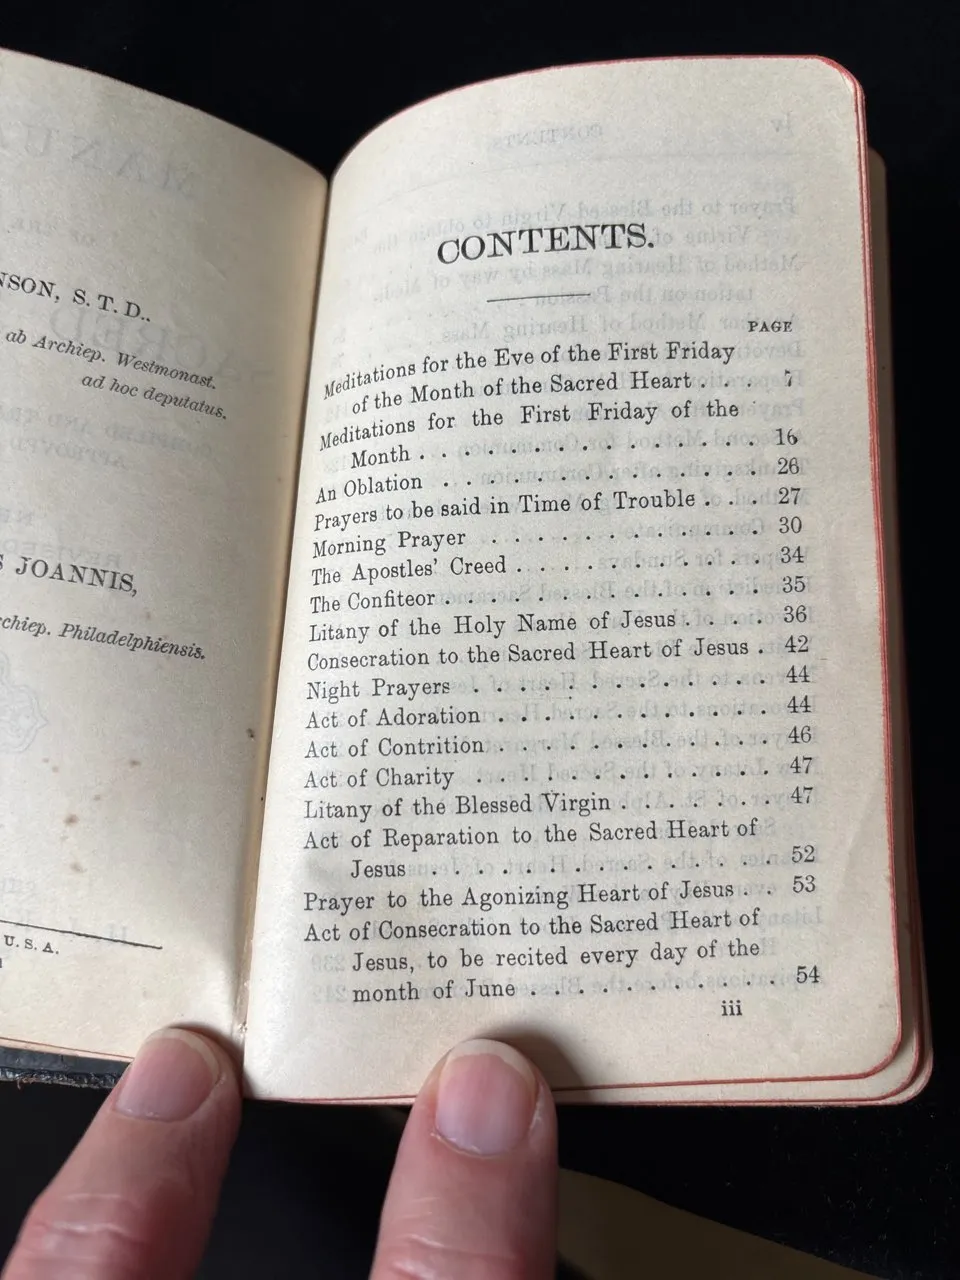 NSON, S. T. D.,
ab Archiep. Westmonast.
ad hoc deputatus.
JOANNIS,
chiep. Philadelphiensis.
U. S. A.
CONTENTS.
PAGE
Meditations for the Eve of the First Friday
of the Month of the Sacred Heart . . . 7
Meditations for the First Friday of the
Month . . . . . . . . . . . . 16
An Oblation . . . . . . . . . . . 26
Prayers to be said in Time of Trouble . . . 27
Morning Prayer . . . . . . . . . . 30
The Apostles' Creed . . . . . . . . . 34
The Confiteor . . . . . . . . . . . 35
Litany of the Holy Name of Jesus . . . . 36
Consecration to the Sacred Heart of Jesus . 42
Night Prayers . . . . . . . . . . . 44
Act of Adoration . . . . . . . . . . 44
Act of Contrition . . . . . . . . . . 46
Act of Charity . . . . . . . . . . . 47
Litany of the Blessed Virgin . . . . . . 47
Act of Reparation to the Sacred Heart of
Jesus . . . . . . . . . . . . 52
Prayer to the Agonizing Heart of Jesus . . 53
Act of Consecration to the Sacred Heart of
Jesus, to be recited every day of the
month of June . . . . . . . . . 54
iii